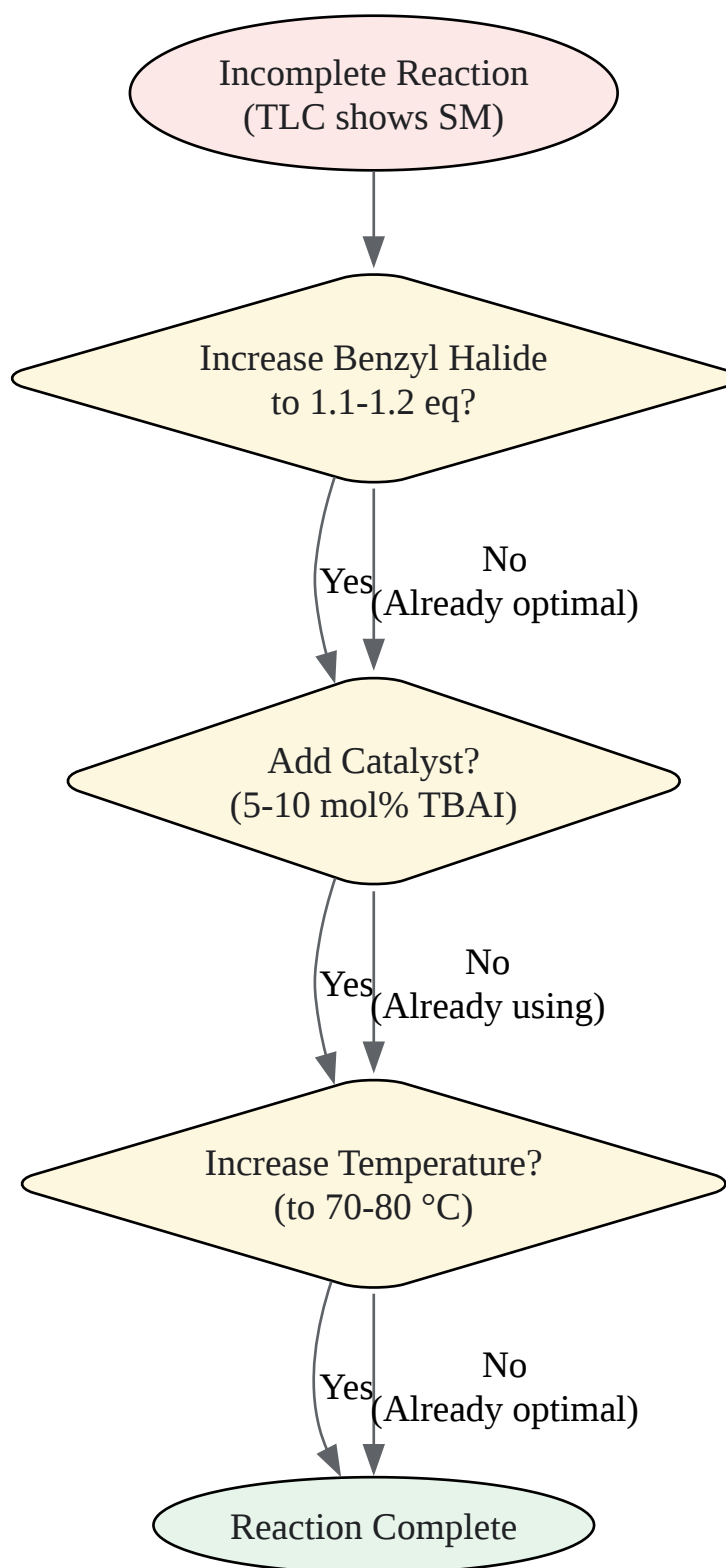 Incomplete Reaction
(TLC shows SM)
Increase Benzyl Halide
to 1.1-1.2 eq?
Yes
No
(Already optimal)
Add Catalyst?
(5-10 mol% TBAI)
Yes
No
(Already using)
Increase Temperature?
(to 70-80 °C)
Yes
No
(Already optimal)
Reaction Complete